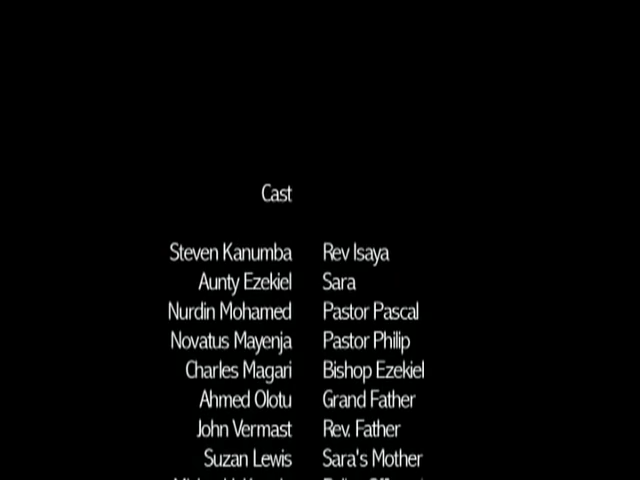 Cast
Steven Kanumba Rev Isaya
Aunty Ezekiel Sara
Nurdin Mohamed Pastor Pascal
Novatus Mayenja Pastor Philip
Charles Magari Bishop Ezekiel
Ahmed Olotu Grand Father
John Vermast Rev. Father
Suzan Lewis Sara's Mother